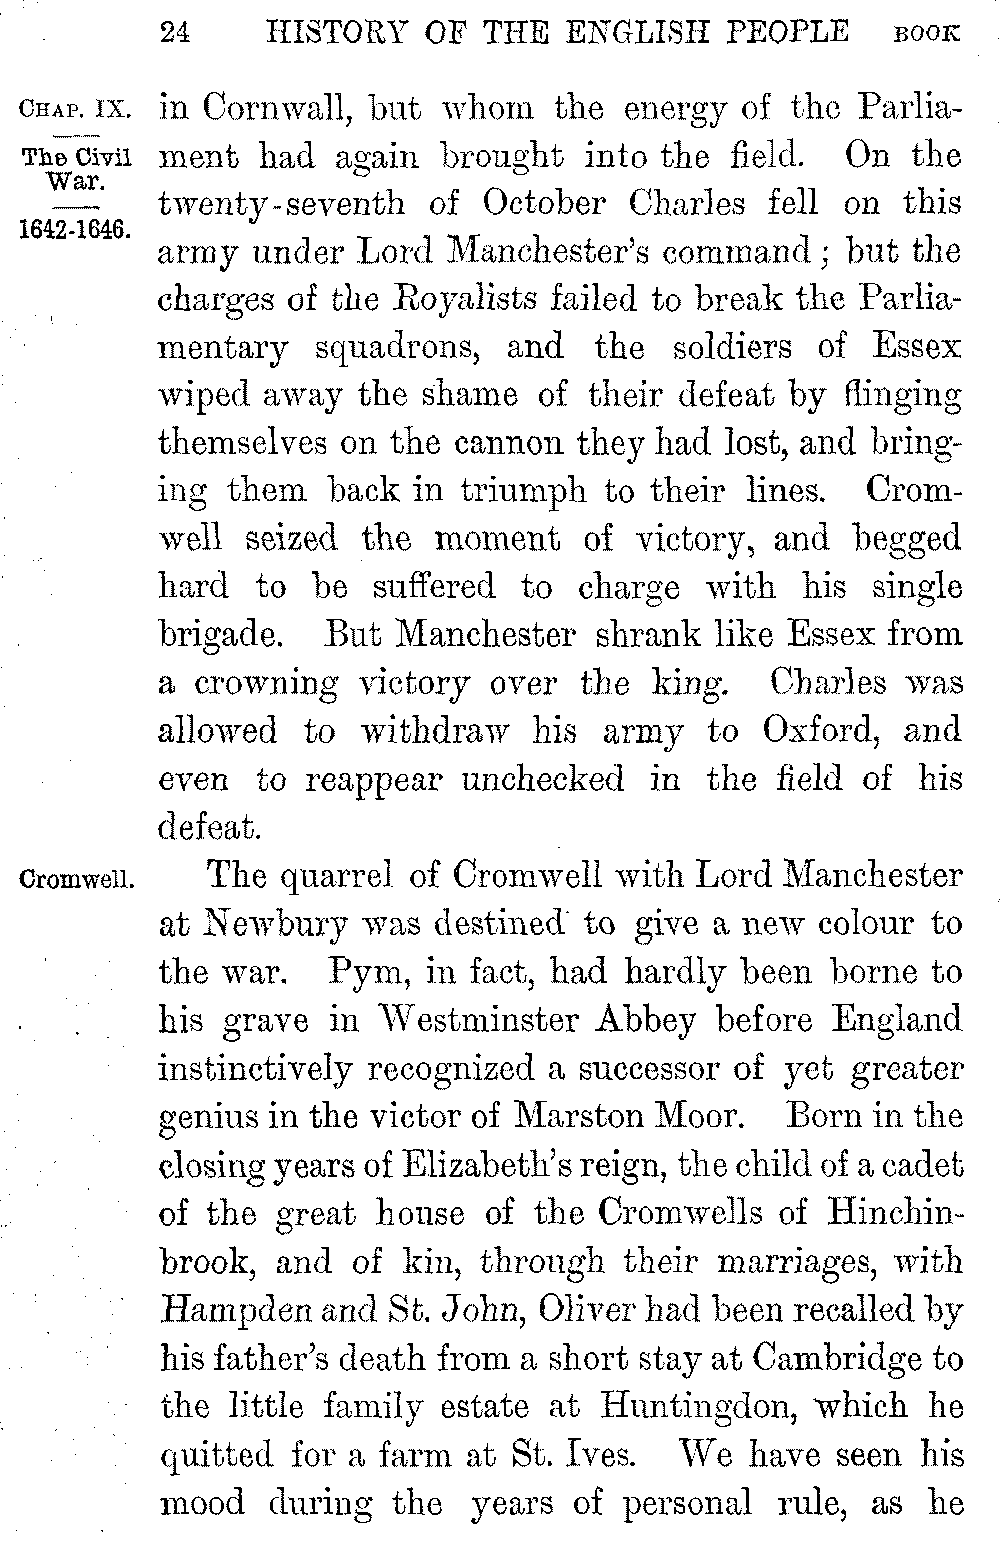 24 HISTORY OF THE ENGLISH PEOPLE BOOK
CHAP. IX.
The Civil
War.
1642-1646.
in Cornwall, but whom the energy of the Parlia-
ment had again brought into the field. On the
twenty-seventh of October Charles fell on this
army under Lord Manchester's command; but the
charges of the Royalists failed to break the Parlia-
mentary squadrons, and the soldiers of Essex
wiped away the shame of their defeat by flinging
themselves on the cannon they had lost, and bring-
ing them back in triumph to their lines. Crom-
well seized the moment of victory, and begged
hard to be suffered to charge with his single
brigade. But Manchester shrank like Essex from
a crowning victory over the king. Charles was
allowed to withdraw his army to Oxford, and
even to reappear unchecked in the field of his
defeat.
Cromwell.
The quarrel of Cromwell with Lord Manchester
at Newbury was destined to give a new colour to
the war. Pym, in fact, had hardly been borne to
his grave in Westminster Abbey before England
instinctively recognized a successor of yet greater
genius in the victor of Marston Moor. Born in the
closing years of Elizabeth's reign, the child of a cadet
of the great house of the Cromwells of Hinchin-
brook, and of kin, through their marriages, with
Hampden and St. John, Oliver had been recalled by
his father's death from a short stay at Cambridge to
the little family estate at Huntingdon, which he
quitted for a farm at St. Ives. We have seen his
mood during the years of personal rule, as he